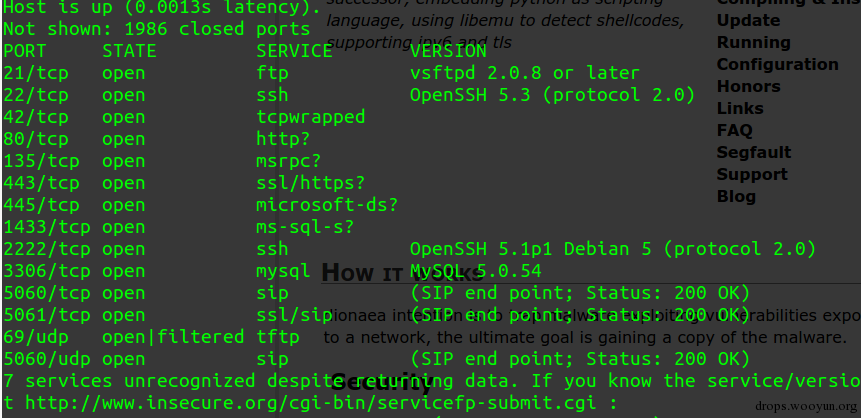 Host is up (0.0013s latency).
Not shown: 1986 closed ports
PORT STATE SERVICE VERSION
21/tcp open ftp vsftpd 2.0.8 or later
22/tcp open ssh OpenSSH 5.3 (protocol 2.0)
42/tcp open tcpwrapped
80/tcp open http?
135/tcp open msrpc?
443/tcp open ssl/https?
445/tcp open microsoft-ds?
1433/tcp open ms-sql-s?
2222/tcp open ssh OpenSSH 5.1p1 Debian 5 (protocol 2.0)
3306/tcp open mysql MySQL 5.0.54
5060/tcp open sip (SIP end point; Status: 200 OK)
5061/tcp open ssl/sip (SIP end point; Status: 200 OK)
69/udp open|filtered tftp
5060/udp open sip (SIP end point; Status: 200 OK)
7 services unrecognized despite returning data. If you know the service/versio
t http://www.insecure.org/cgi-bin/servicefp-submit.cgi :
successor, embedding python as scripting
language, using libemu to detect shellcodes,
supporting ipv6 and tls
How it works
to a network, the ultimate goal is gaining a copy of the malware.
Security
Compiling & Ins
Update
Running
Configuration
Honors
Links
FAQ
Segfault
Support
Blog
drops.wooyun.org